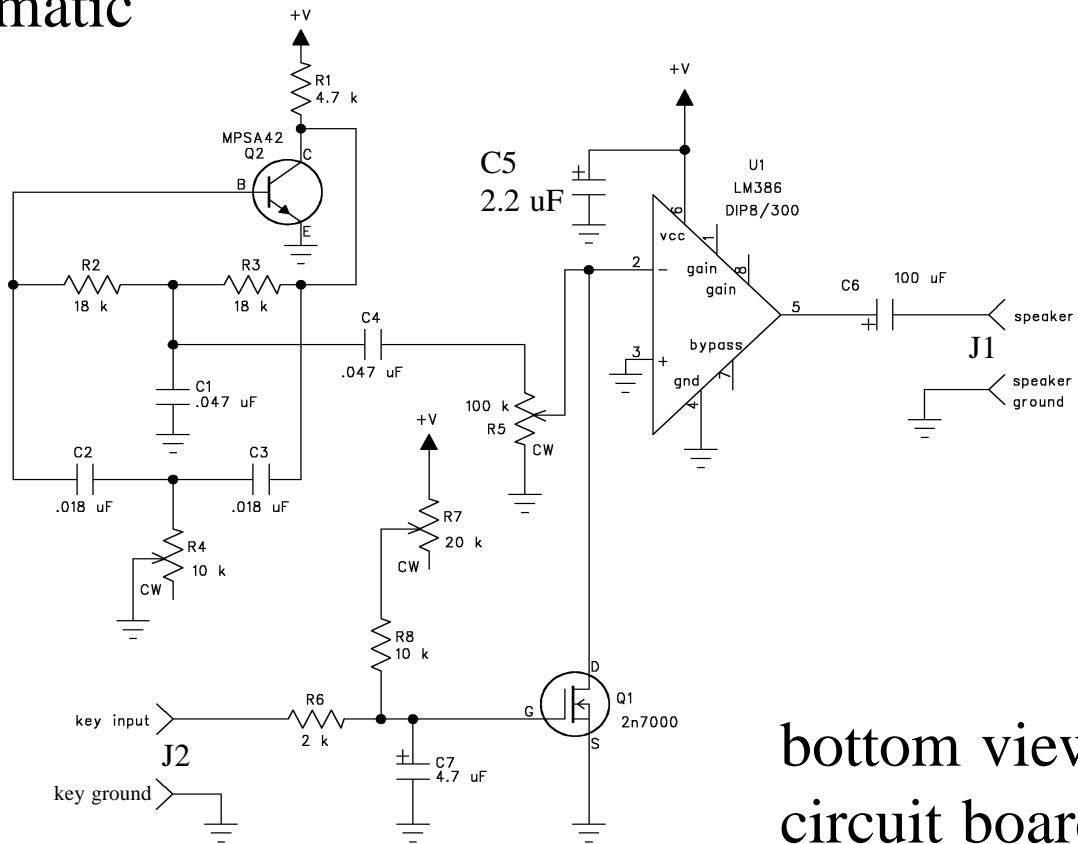 matic
+V
R1
4.7 k
MPSA42
Q2
C
B
E
R2
18 k
R3
18 k
C4
.047 uF
C1
.047 uF
C2
.018 uF
C3
.018 uF
R4
10 k
CW
+V
C5
+
2.2 uF
U1
LM386
DIP8/300
6
vcc
1
gain
8
gain
2
-
3
+
bypass
7
gnd
4
5
C6
100 uF
+
speaker
J1
speaker
ground
100 k
R5
CW
+V
R7
20 k
CW
R8
10 k
key input
J2
R6
2 k
+
C7
4.7 uF
key ground
G
D
S
Q1
2n7000
bottom view
circuit board